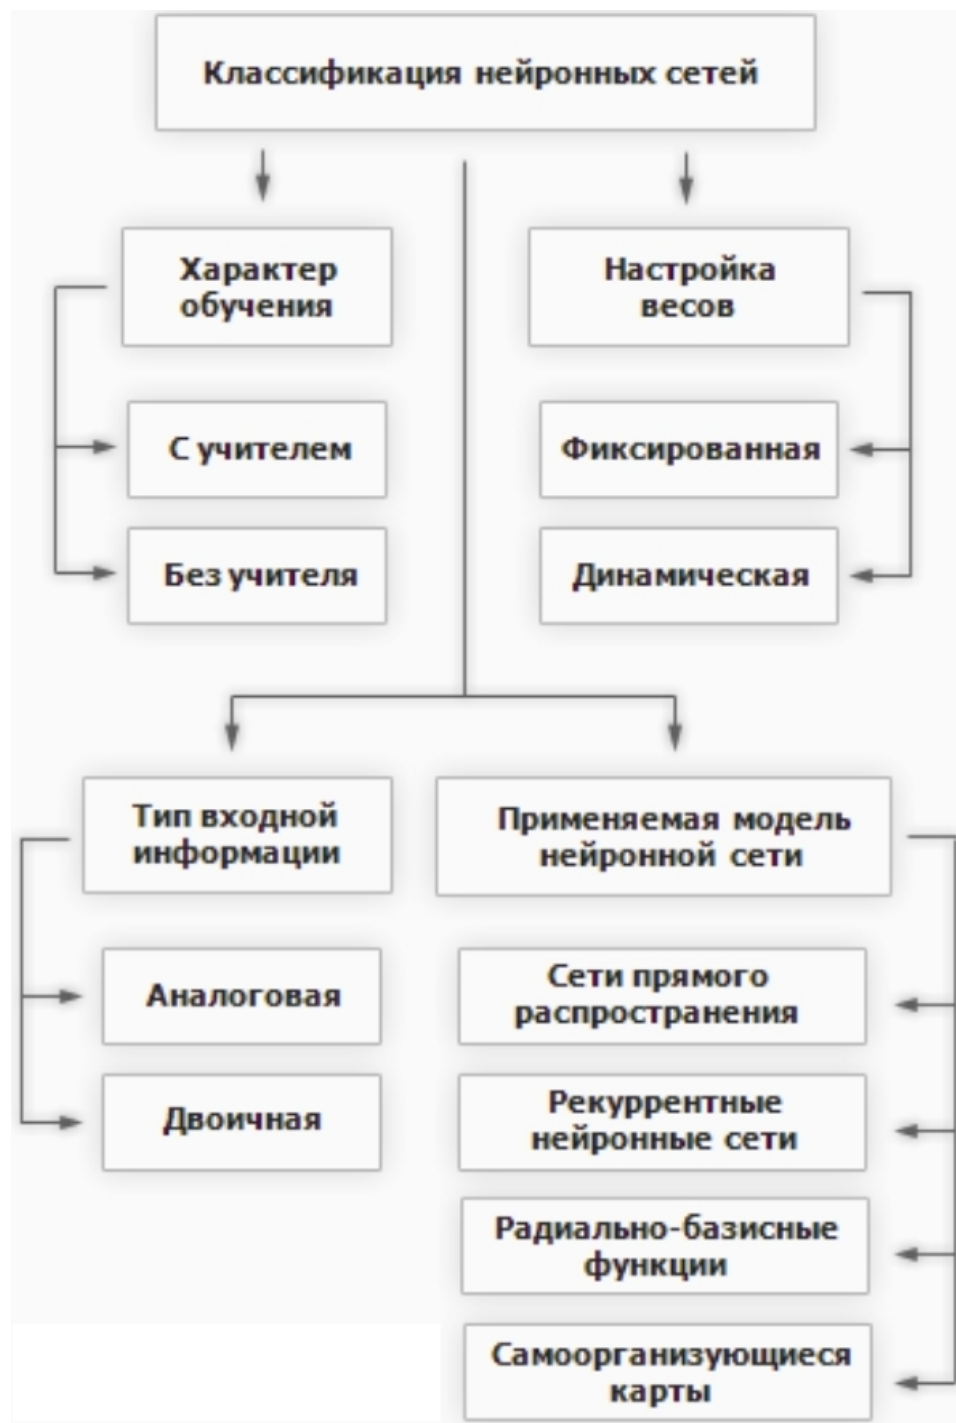 Классификация нейронных сетей
Характер
обучения
Настройка
весов
С учителем
Фиксированная
Без учителя
Динамическая
Тип входной
информации
Применяемая модель
нейронной сети
Аналоговая
Сети прямого
распространения
Двоичная
Рекуррентные
нейронные сети
Радиально-базисные
функции
Самоорганизующиеся
карты